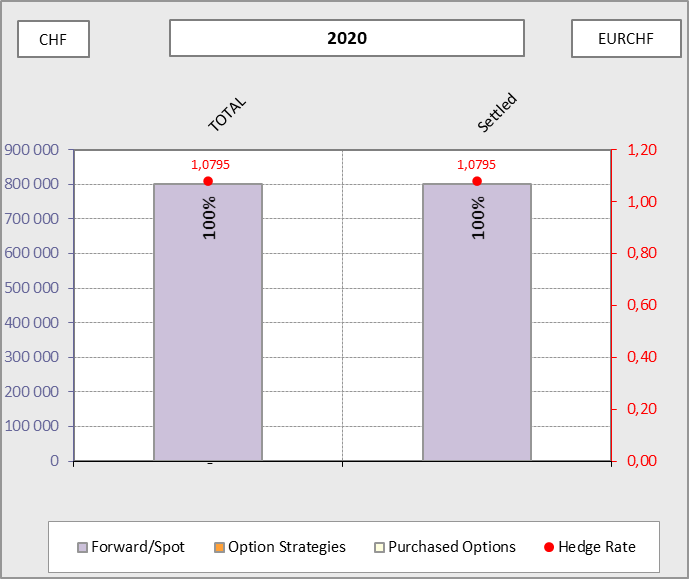 CHF
2020
EURCHF
TOTAL
Settled
900 000
800 000
700 000
600 000
500 000
400 000
300 000
200 000
100 000
0
1,0795
1,0795
100%
100%
-
1,20
1,00
0,80
0,60
0,40
0,20
0,00
Forward/Spot
Option Strategies
Purchased Options
Hedge Rate